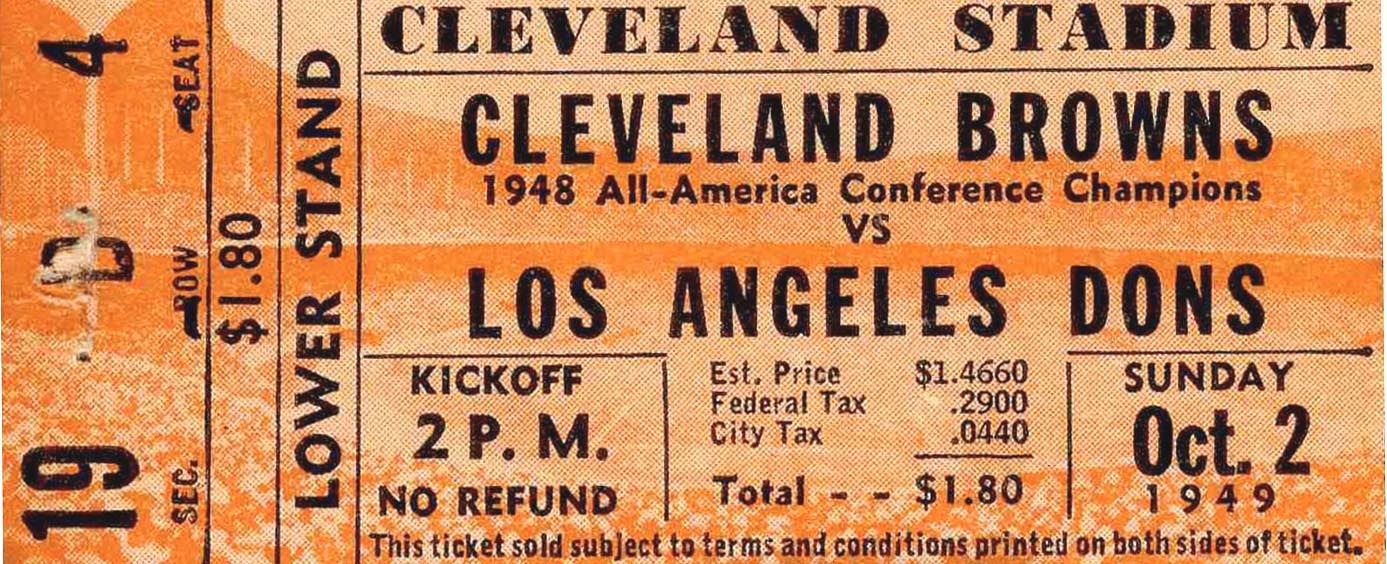 19 SEC.
D ROW
4 SEAT
$1.80
LOWER STAND
CLEVELAND STADIUM
CLEVELAND BROWNS
1948 All-America Conference Champions
VS
LOS ANGELES DONS
KICKOFF
2 P. M.
NO REFUND
Est. Price $1.4660
Federal Tax .2900
City Tax .0440
Total - - $1.80
SUNDAY
Oct. 2
1949
This ticket sold subject to terms and conditions printed on both sides of ticket.